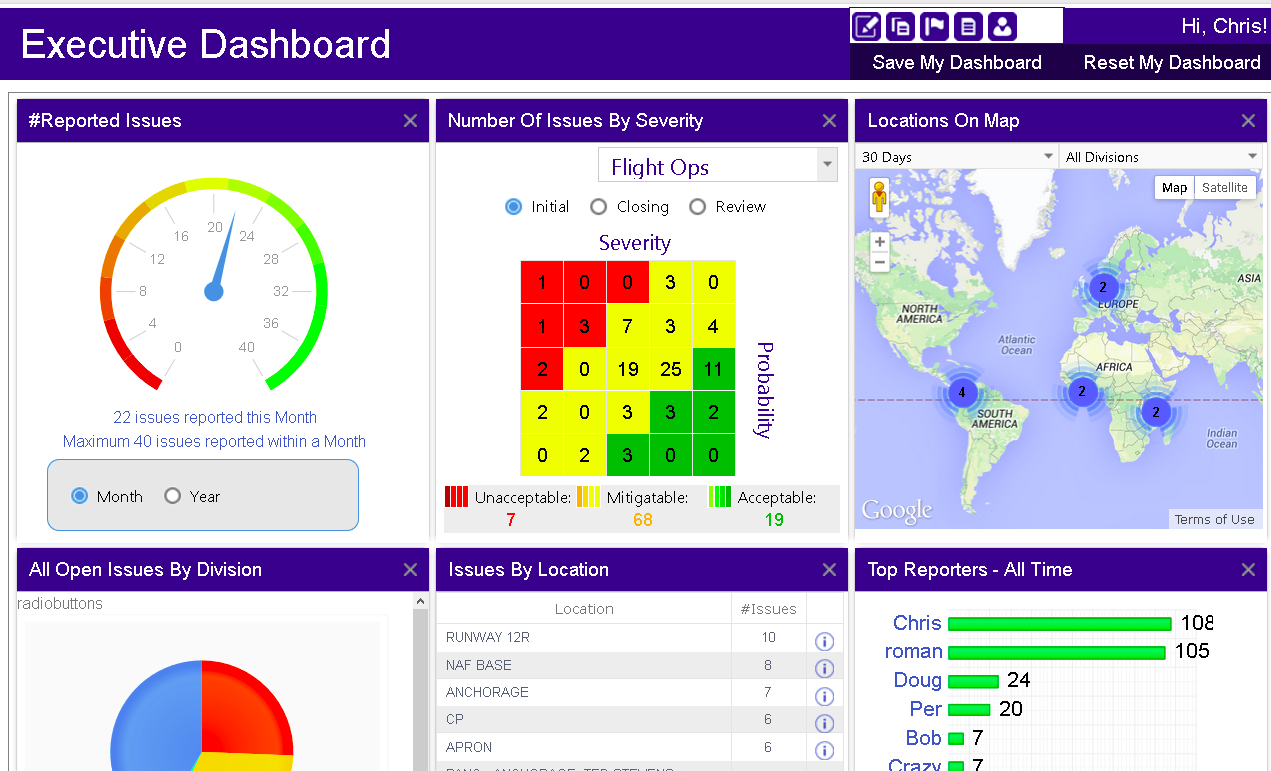 Executive Dashboard
Hi, Chris!
Save My Dashboard
Reset My Dashboard
#Reported Issues
0
4
8
12
16
20
24
28
32
36
40
22 issues reported this Month
Maximum 40 issues reported within a Month
Month
Year
Number Of Issues By Severity
Flight Ops
Initial
Closing
Review
Severity
1 0 0 3 0
1 3 7 3 4
2 0 19 25 11
2 0 3 3 2
0 2 3 0 0
Probability
Unacceptable: Mitigatable: Acceptable:
7 68 19
Locations On Map
30 Days
All Divisions
Map
Satellite
+
−
2
ASIA
EUROPE
NORTH
AMERICA
Atlantic
Ocean
AFRICA
4
2
2
SOUTH
AMERICA
Indian
Ocean
Google
Terms of Use
All Open Issues By Division
radiobuttons
Issues By Location
Location #Issues
RUNWAY 12R 10
NAF BASE 8
ANCHORAGE 7
CP 6
APRON 6
Top Reporters - All Time
Chris 108
roman 105
Doug 24
Per 20
Bob 7
Crazy 7